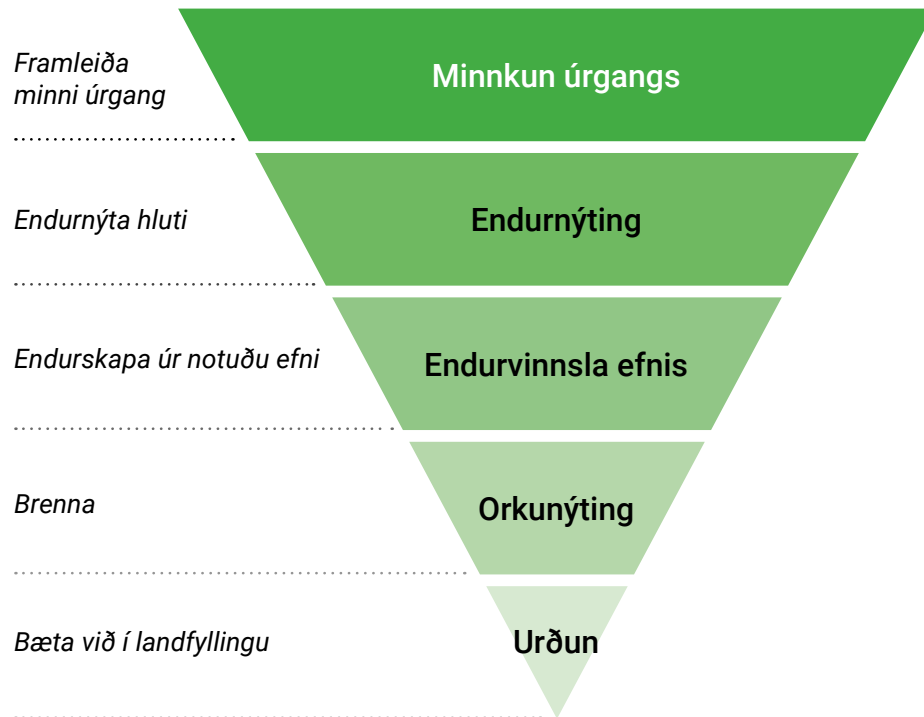 Framleiða
minni úrgang
Minnkun úrgangs
Endurnýta hluti
Endurnýting
Endurskapa úr notuðu efni
Endurvinnsla efnis
Brenna
Orkunýting
Bæta við í landfyllingu
Urðun